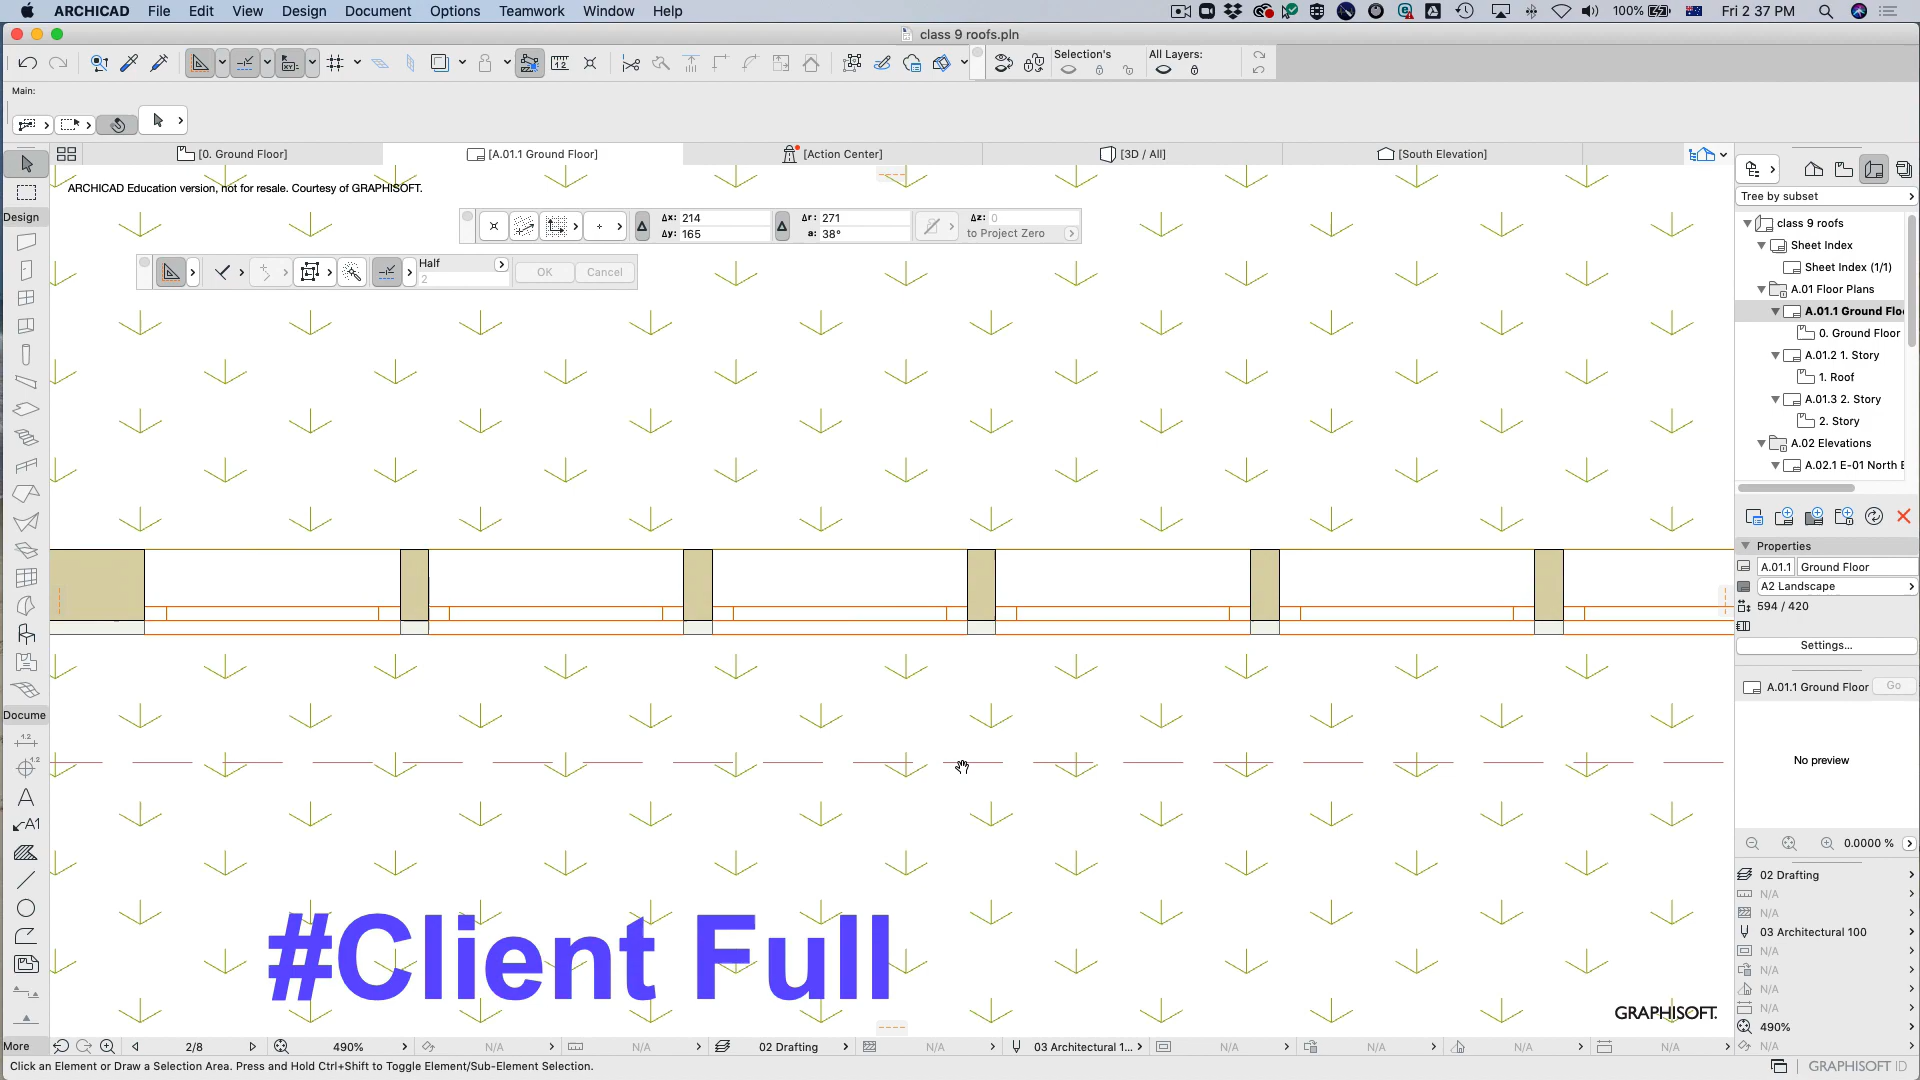 ARCHICAD File Edit View Design Document Options Teamwork Window Help 100% Fri 2 37 PM
class 9 roofs.pln
Selection's All Layers:
Main:
[0. Ground Floor] [A.01.1 Ground Floor] [Action Center] [3D / All] [South Elevation]
ARCHICAD Education version, not for resale. Courtesy of GRAPHISOFT.
Δx: 214 Δr: 271 Δz: 0
Δy: 165 a: 38° to Project Zero
Half
2
OK Cancel
Design
Docume
1.2
1.2
A
A1
More
Tree by subset
class 9 roofs
Sheet Index
Sheet Index (1/1)
A.01 Floor Plans
A.01.1 Ground Flo
0. Ground Floor
A.01.2 1. Story
1. Roof
A.01.3 2. Story
2. Story
A.02 Elevations
A.02.1 E-01 North E
Properties
A.01.1 Ground Floor
A2 Landscape
594 / 420
Settings...
A.01.1 Ground Floor Go
No preview
0.0000 %
02 Drafting
N/A
N/A
03 Architectural 100
N/A
N/A
N/A
N/A
490%
N/A
#Client Full
GRAPHISOFT.
2/8 490% N/A N/A 02 Drafting N/A 03 Architectural 1... N/A N/A N/A N/A
Click an Element or Draw a Selection Area. Press and Hold Ctrl+Shift to Toggle Element/Sub-Element Selection.
GRAPHISOFT ID